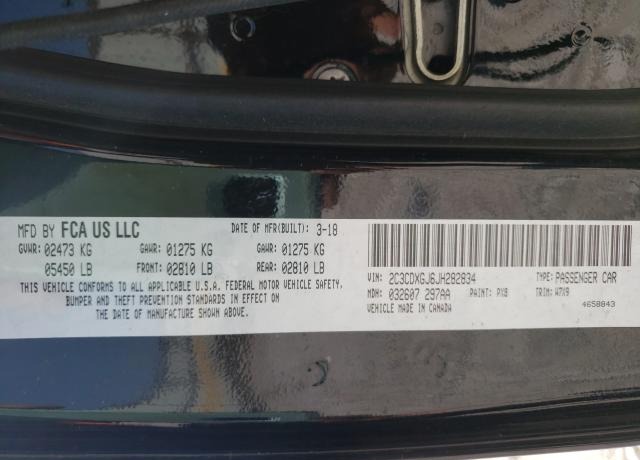 MFD BY FCA US LLC DATE OF MFR(BUILT): 3-18
GVWR: 02473 KG GAWR: 01275 KG GAWR: 01275 KG
05450 LB FRONT: 02810 LB REAR: 02810 LB
THIS VEHICLE CONFORMS TO ALL APPLICABLE U.S.A. FEDERAL MOTOR VEHICLE SAFETY,
BUMPER AND THEFT PREVENTION STANDARDS IN EFFECT ON
THE DATE OF MANUFACTURE SHOWN ABOVE.
VIN: 2C3CDXGJ6JH282834 TYPE: PASSENGER CAR
MDH: 032607 297AA PAINT: PX8 TRIM: W7X9
VEHICLE MADE IN CANADA 4658843